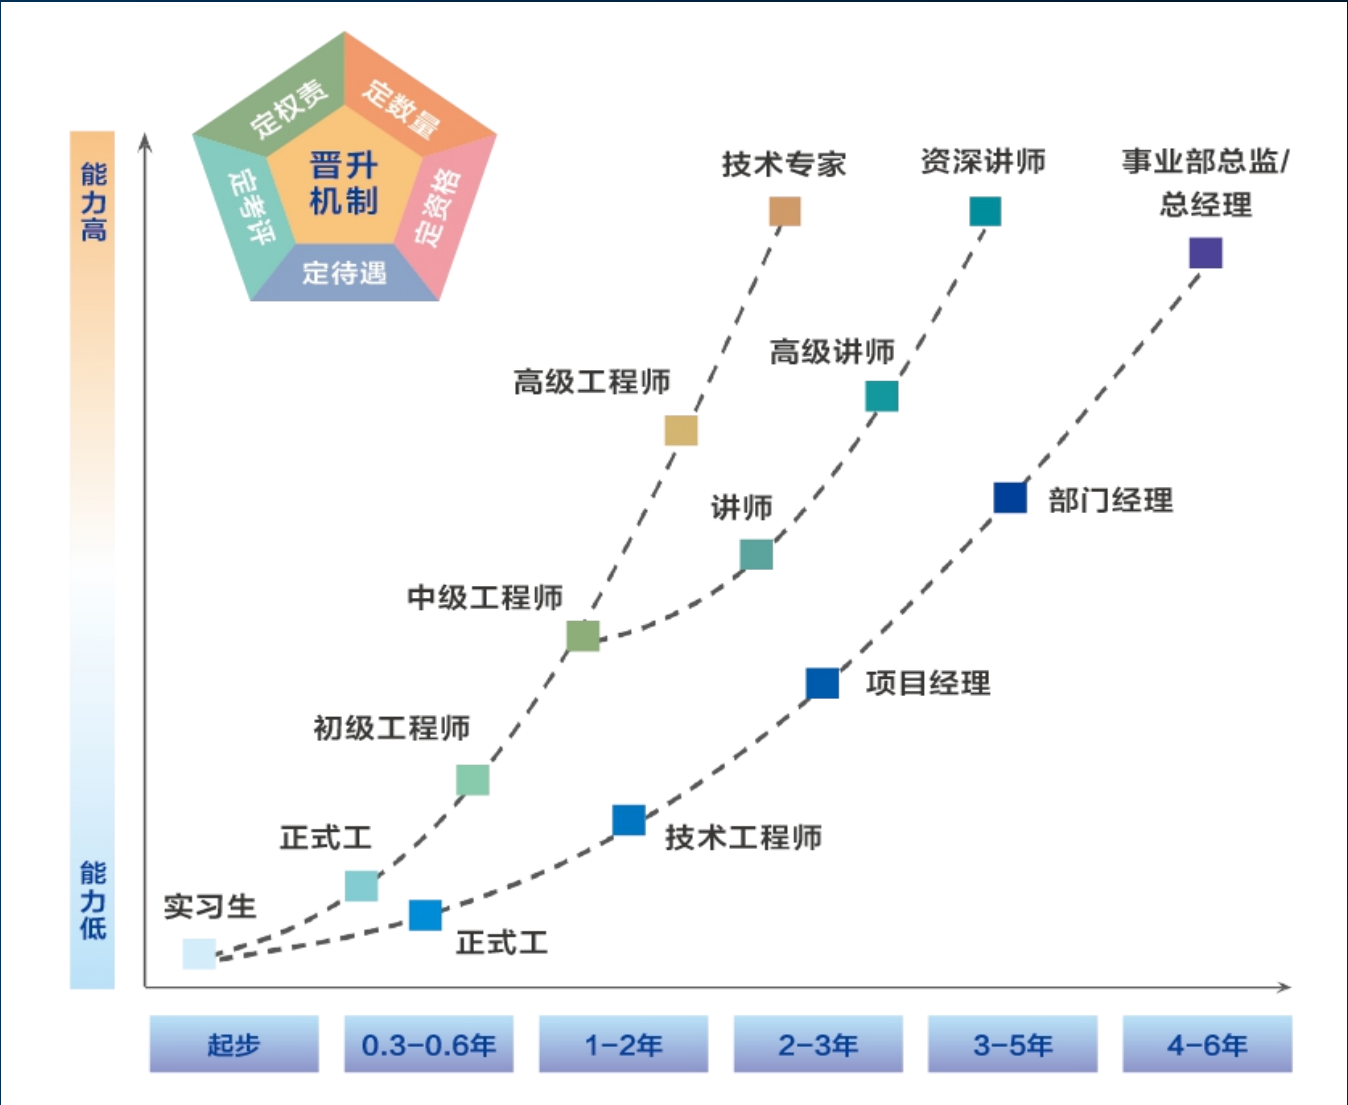 定权责
定数量
定考评
晋升
机制
定资格
定待遇
能力高
技术专家
资深讲师
事业部总监/
总经理
高级讲师
高级工程师
讲师
部门经理
中级工程师
项目经理
初级工程师
正式工
技术工程师
能力低
实习生
正式工
起步
0.3-0.6年
1-2年
2-3年
3-5年
4-6年